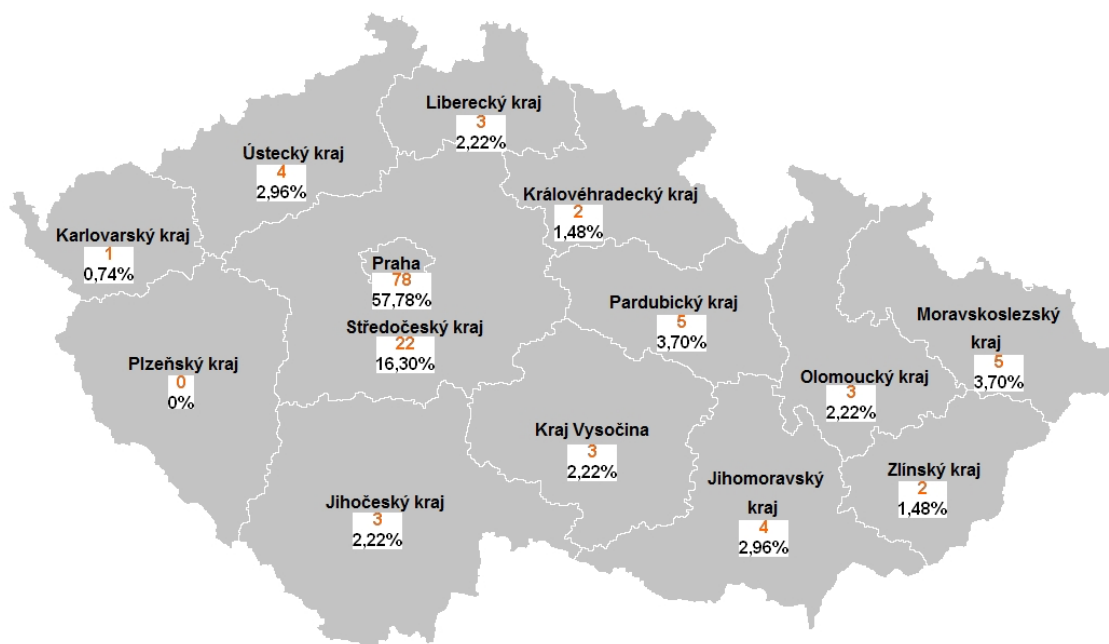 Liberecký kraj
3
2,22%
Ústecký kraj
4
2,96%
Královéhradecký kraj
2
1,48%
Karlovarský kraj
1
0,74%
Praha
78
57,78%
Středočeský kraj
22
16,30%
Pardubický kraj
5
3,70%
Moravskoslezský
kraj
5
3,70%
Plzeňský kraj
0
0%
Olomoucký kraj
3
2,22%
Kraj Vysočina
3
2,22%
Zlínský kraj
2
1,48%
Jihomoravský
kraj
4
2,96%
Jihočeský kraj
3
2,22%